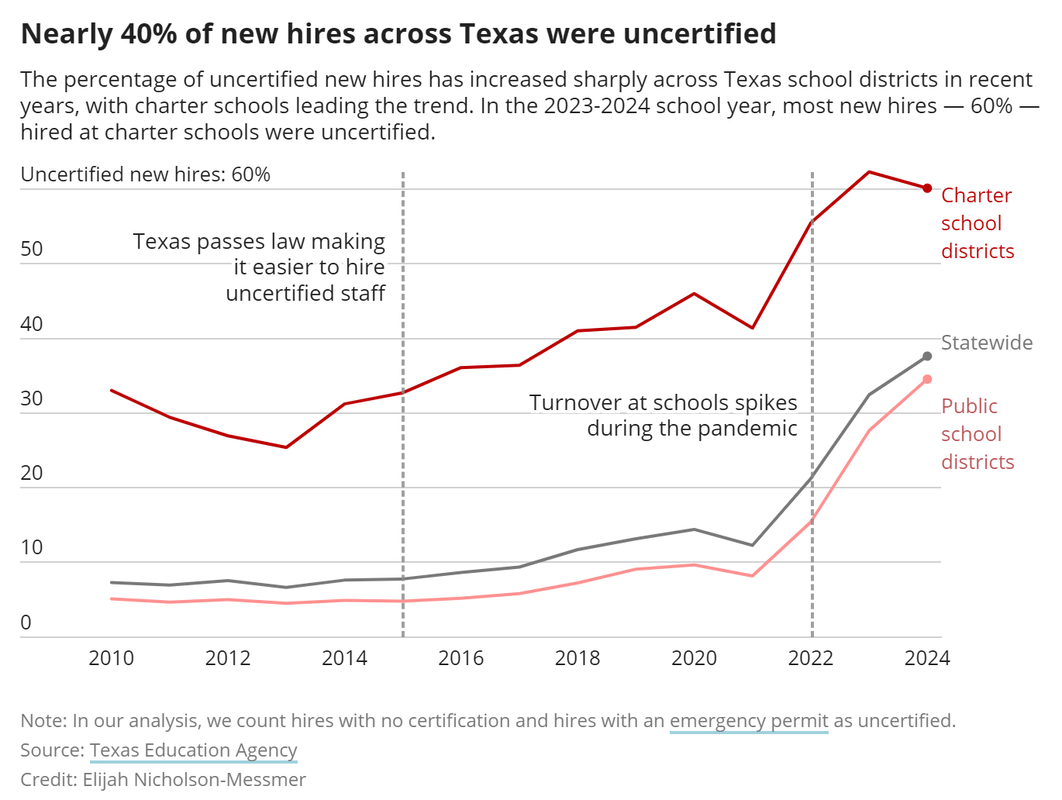 Nearly 40% of new hires across Texas were uncertified
The percentage of uncertified new hires has increased sharply across Texas school districts in recent
years, with charter schools leading the trend. In the 2023-2024 school year, most new hires — 60% —
hired at charter schools were uncertified.
Uncertified new hires: 60%
Charter
school
districts
Texas passes law making
it easier to hire
uncertified staff
50
40
Statewide
30
Turnover at schools spikes
during the pandemic
Public
school
districts
20
10
0
2010 2012 2014 2016 2018 2020 2022 2024
Note: In our analysis, we count hires with no certification and hires with an emergency permit as uncertified.
Source: Texas Education Agency
Credit: Elijah Nicholson-Messmer